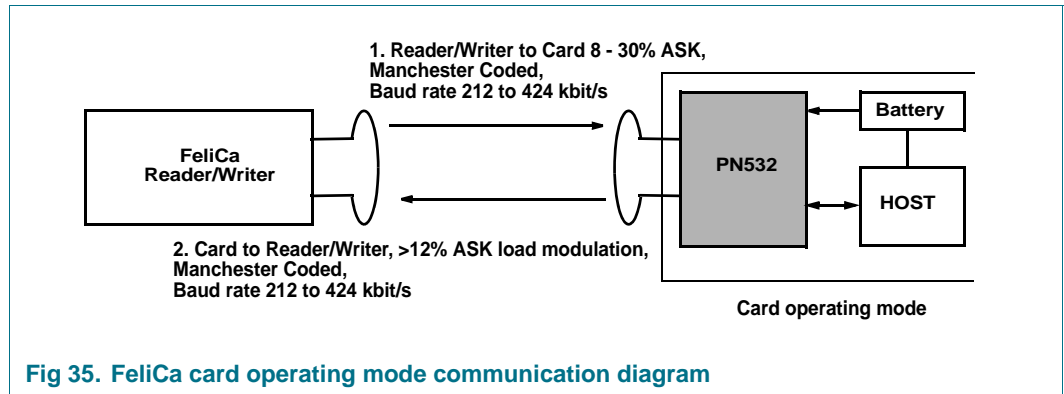 1. Reader/Writer to Card 8 - 30% ASK,
Manchester Coded,
Baud rate 212 to 424 kbit/s
FeliCa
Reader/Writer
PN532
Battery
HOST
2. Card to Reader/Writer, >12% ASK load modulation,
Manchester Coded,
Baud rate 212 to 424 kbit/s
Card operating mode
Fig 35. FeliCa card operating mode communication diagram